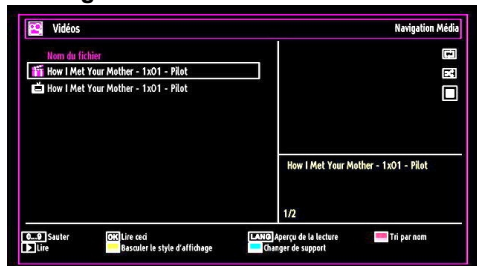 Vidéos
Navigation Média
Nom du fichier
How I Met Your Mother - 1x01 - Pilot
How I Met Your Mother - 1x01 - Pilot
How I Met Your Mother - 1x01 - Pilot
1/2
0...9 Sauter
OK Lire ceci
LANG Aperçu de la lecture
Tri par nom
Lire
Basculer le style d'affichage
Changer de support